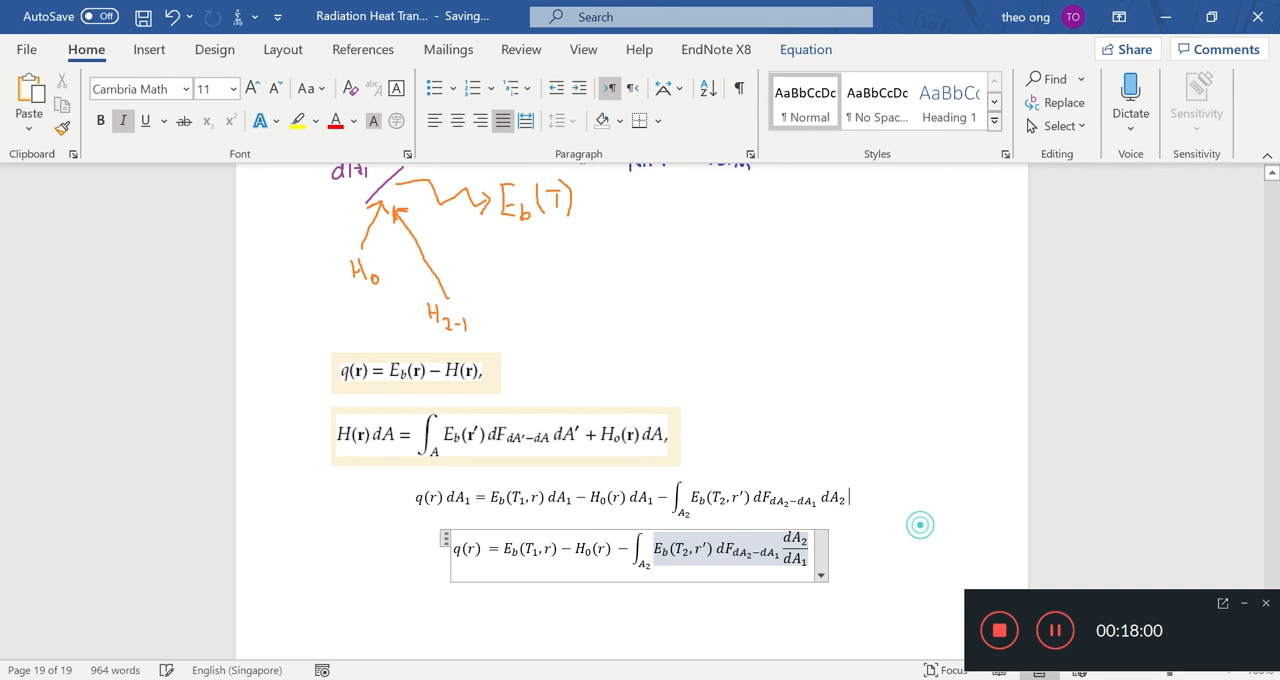 AutoSave Off Radiation Heat Tran... - Saving... Search theo ong TO
File Home Insert Design Layout References Mailings Review View Help EndNote X8 Equation Share Comments
Cambria Math 11 Aa AaBbCcDc AaBbCcDc AaBbCc Find
Paste Replace Dictate Sensitivity
B I U ab x₂ x² A A A ¶ Normal ¶ No Spac... Heading 1 Select
Clipboard Font Paragraph Styles Editing Voice Sensitivity
E_b(T)
H_0
H_{2-1}
q(r) = E_b(r) − H(r),
H(r) dA = ∫_A E_b(r′) dF_{dA′−dA} dA′ + H_o(r) dA,
q(r) dA_1 = E_b(T_1, r) dA_1 − H_0(r) dA_1 − ∫_{A_2} E_b(T_2, r′) dF_{dA_2−dA_1} dA_2
q(r) = E_b(T_1, r) − H_0(r) − ∫_{A_2} E_b(T_2, r′) dF_{dA_2−dA_1} dA_2/dA_1
00:18:00
Page 19 of 19 964 words English (Singapore) Focus